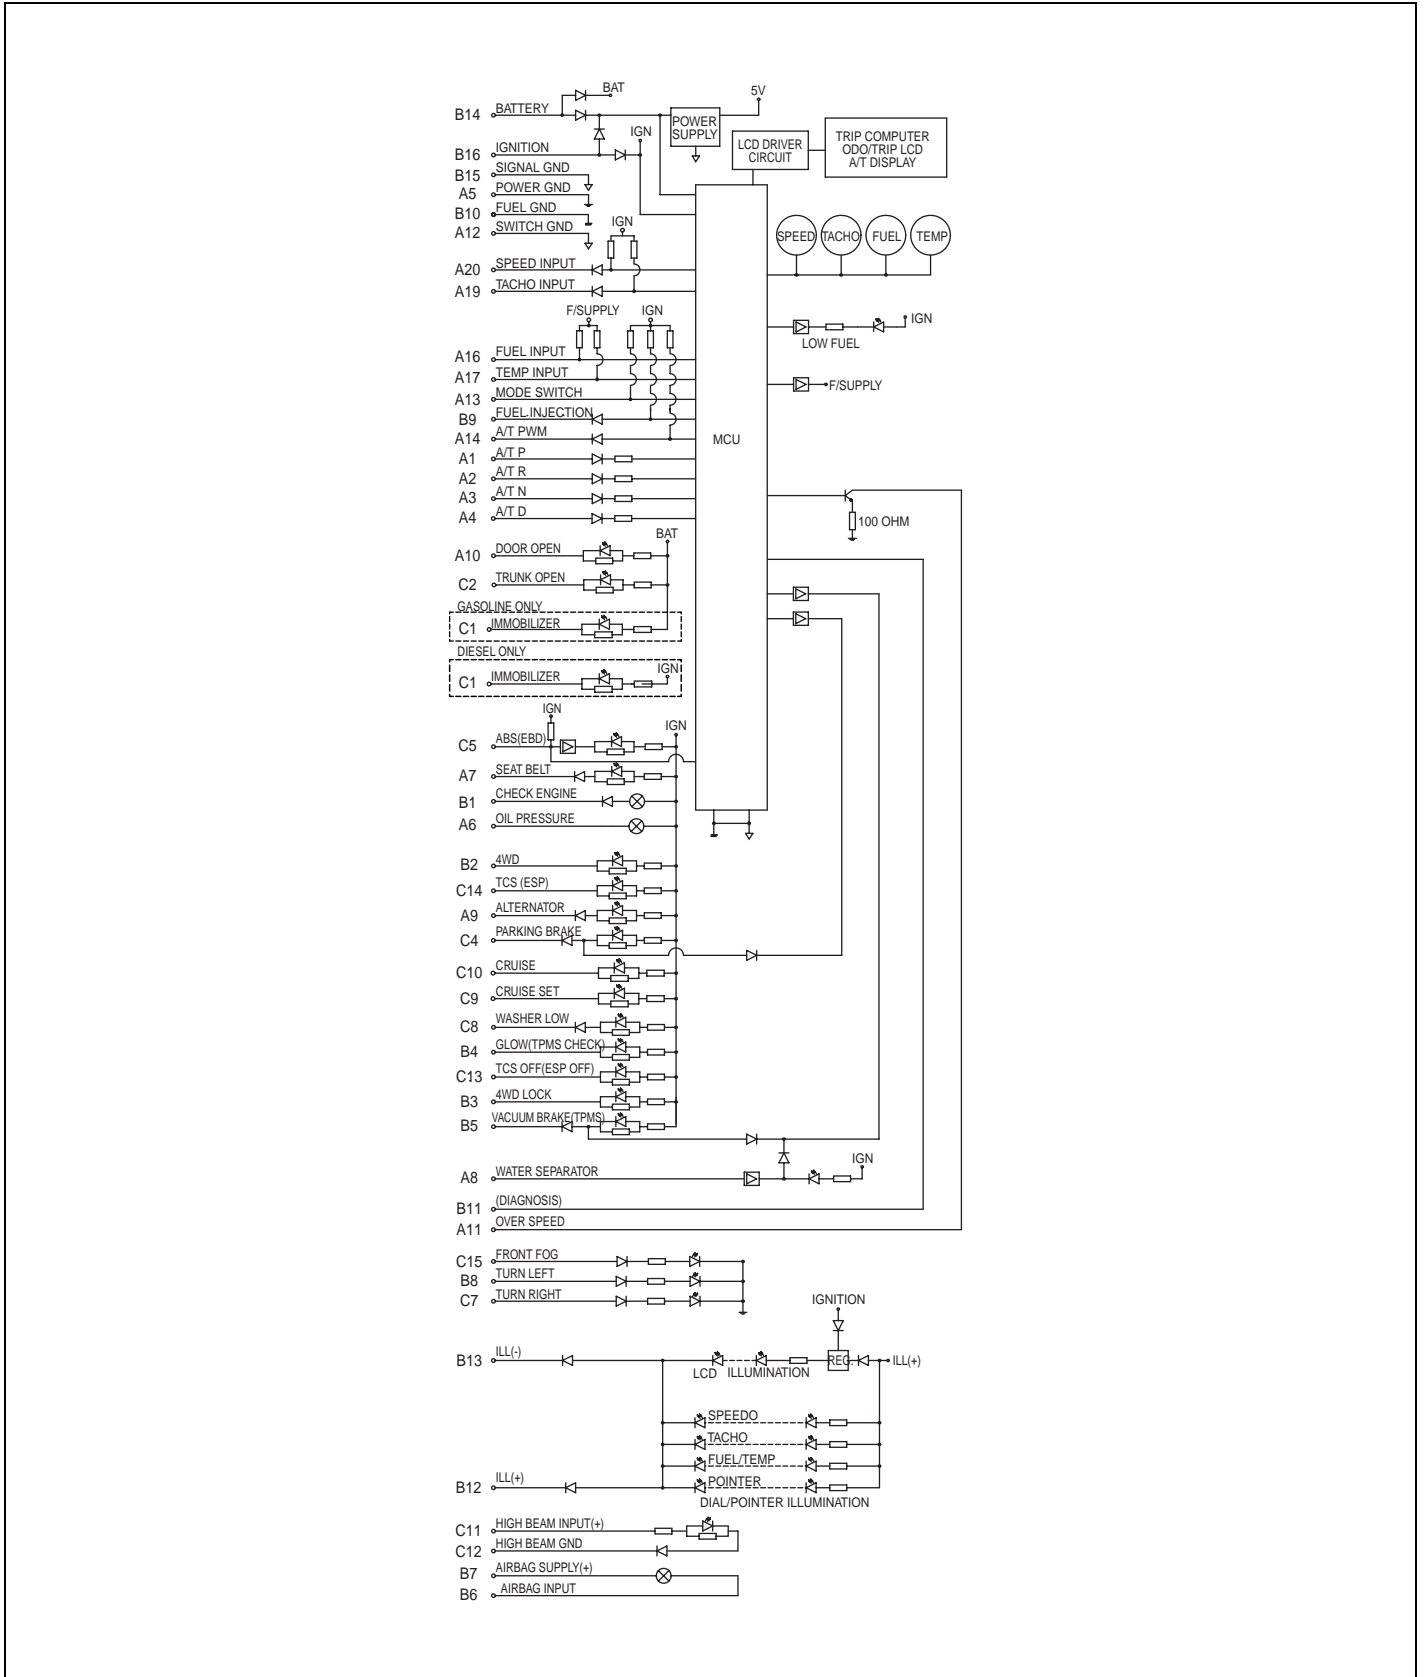 BAT
5V
B14 BATTERY
POWER
SUPPLY
IGN
LCD DRIVER
CIRCUIT
TRIP COMPUTER
ODO/TRIP LCD
A/T DISPLAY
B16 IGNITION
B15 SIGNAL GND
A5 POWER GND
B10 FUEL GND
A12 SWITCH GND
IGN
SPEED TACHO FUEL TEMP
A20 SPEED INPUT
A19 TACHO INPUT
F/SUPPLY IGN
IGN
LOW FUEL
A16 FUEL INPUT
A17 TEMP INPUT
F/SUPPLY
A13 MODE SWITCH
B9 FUEL.INJECTION
A14 A/T PWM
MCU
A1 A/T P
A2 A/T R
A3 A/T N
A4 A/T D
100 OHM
BAT
A10 DOOR OPEN
C2 TRUNK OPEN
GASOLINE ONLY
C1 IMMOBILIZER
DIESEL ONLY
IGN
C1 IMMOBILIZER
IGN
IGN
C5 ABS(EBD)
A7 SEAT BELT
B1 CHECK ENGINE
A6 OIL PRESSURE
B2 4WD
C14 TCS (ESP)
A9 ALTERNATOR
C4 PARKING BRAKE
C10 CRUISE
C9 CRUISE SET
C8 WASHER LOW
B4 GLOW(TPMS CHECK)
C13 TCS OFF(ESP OFF)
B3 4WD LOCK
B5 VACUUM BRAKE(TPMS)
IGN
A8 WATER SEPARATOR
B11 (DIAGNOSIS)
A11 OVER SPEED
C15 FRONT FOG
B8 TURN LEFT
C7 TURN RIGHT
IGNITION
B13 ILL(-)
REG.
ILL(+)
LCD ILLUMINATION
SPEEDO
TACHO
FUEL/TEMP
B12 ILL(+)
POINTER
DIAL/POINTER ILLUMINATION
C11 HIGH BEAM INPUT(+)
C12 HIGH BEAM GND
B7 AIRBAG SUPPLY(+)
B6 AIRBAG INPUT